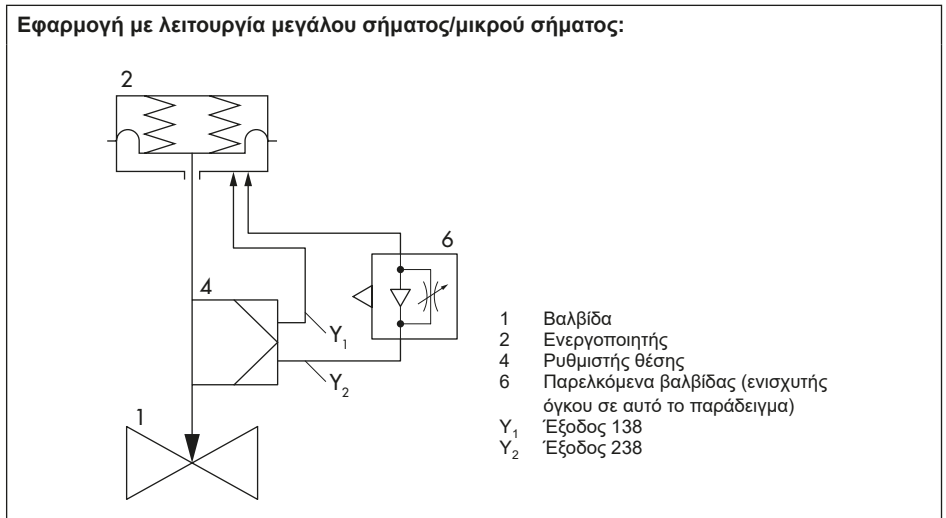 Εφαρμογή με λειτουργία μεγάλου σήματος/μικρού σήματος:
2
6
4
Y1
Y2
1
1 Βαλβίδα
2 Ενεργοποιητής
4 Ρυθμιστής θέσης
6 Παρελκόμενα βαλβίδας (ενισχυτής
όγκου σε αυτό το παράδειγμα)
Y1 Έξοδος 138
Y2 Έξοδος 238